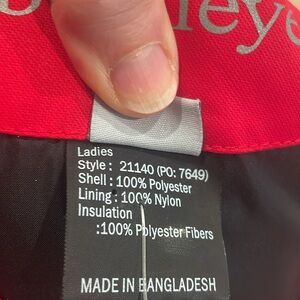 Ladies
Style : 21140 (PO: 7649)
Shell : 100% Polyester
Lining : 100% Nylon
Insulation
:100% Polyester Fibers
MADE IN BANGLADESH